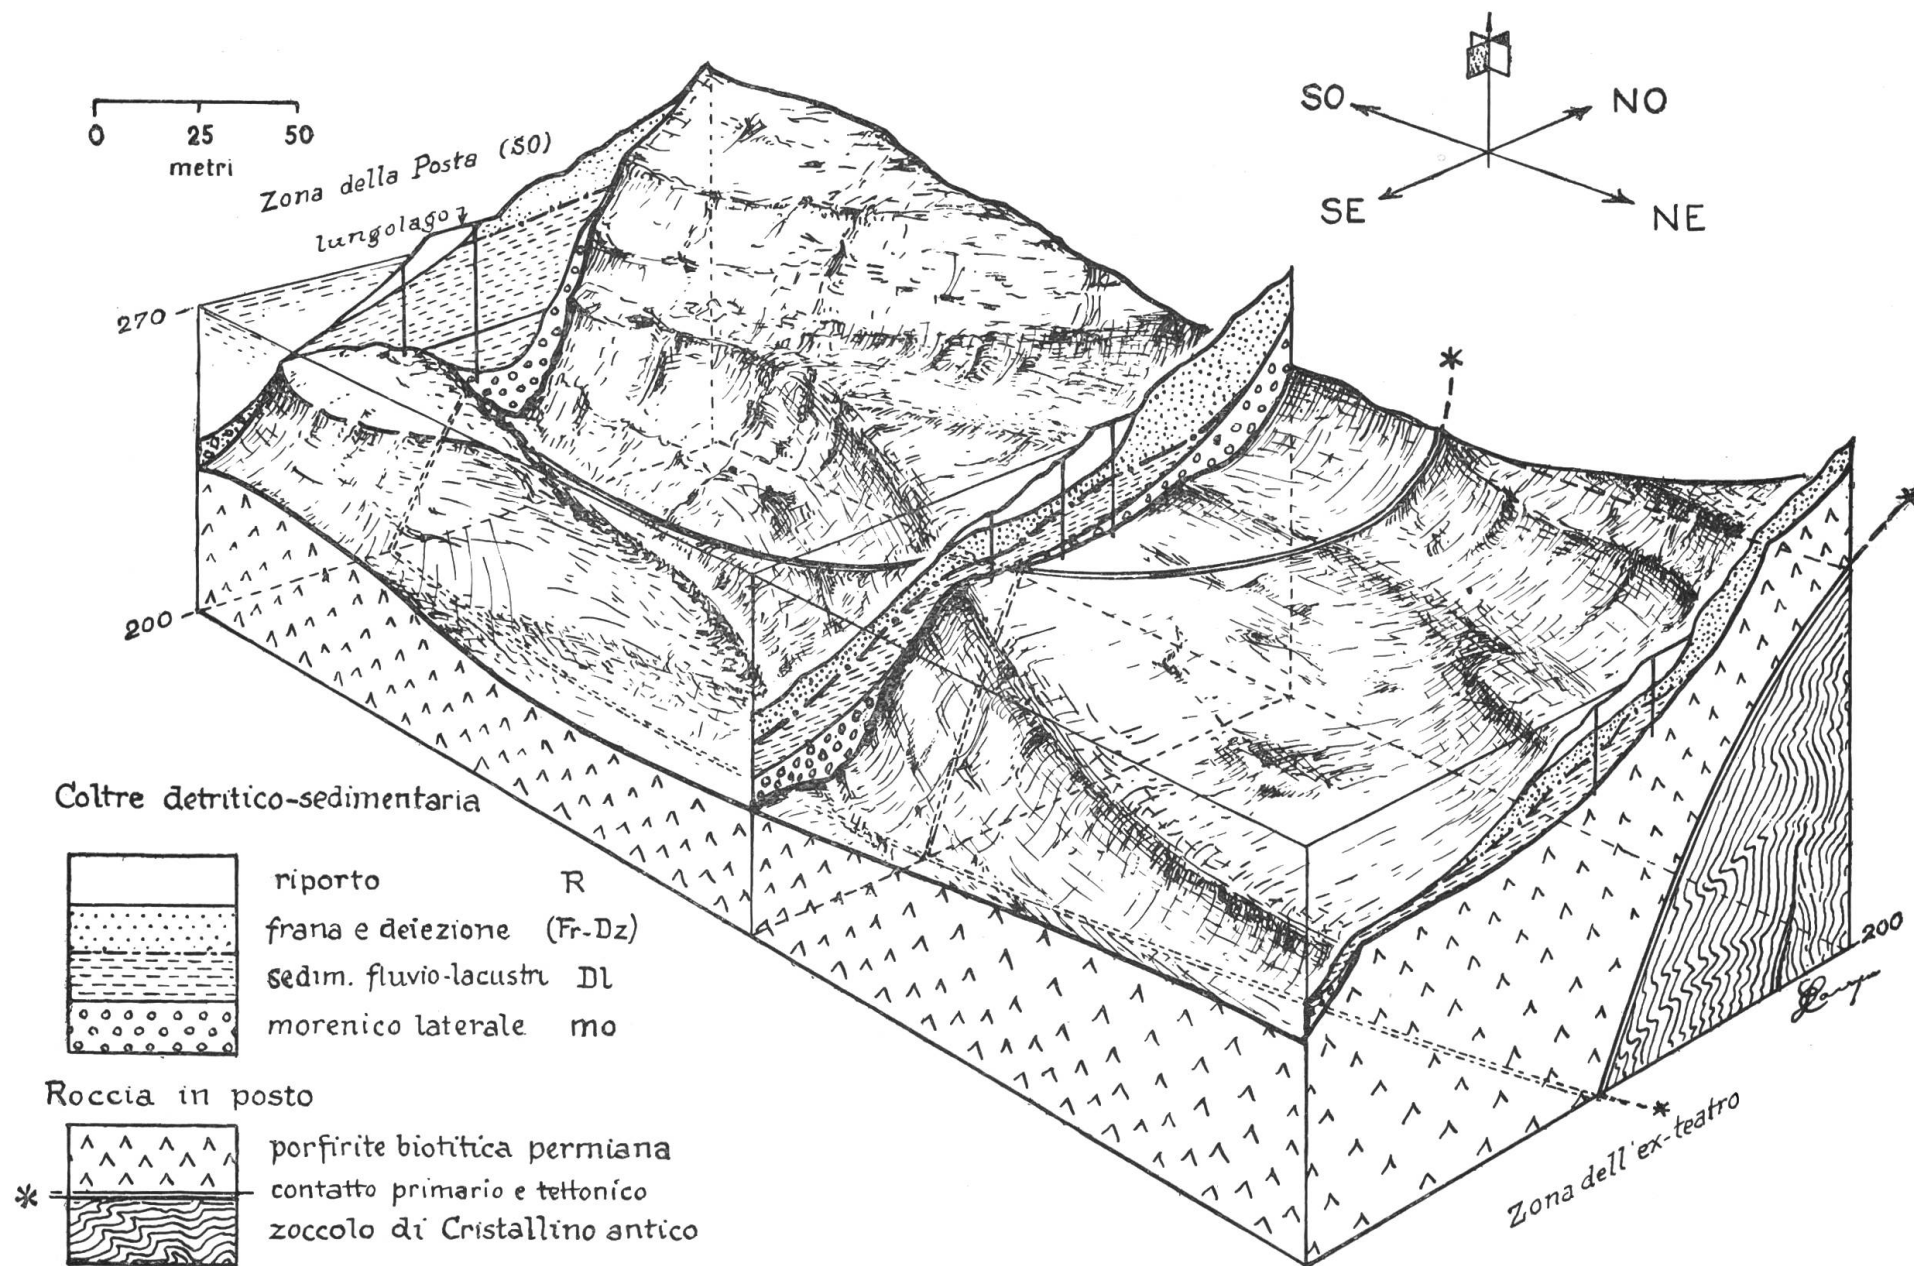 0 25 50
metri
Zona della Posta (SO)
lungolago
SO NO
SE NE
270
200
*
*
200
*
Zona dell'ex-teatro
Coltre detritico-sedimentaria
riporto R
frana e deiezione (Fr-Dz)
sedim. fluvio-lacustri Dl
morenico laterale mo
Roccia in posto
porfirite biotitica permiana
* contatto primario e tettonico
zoccolo di Cristallino antico